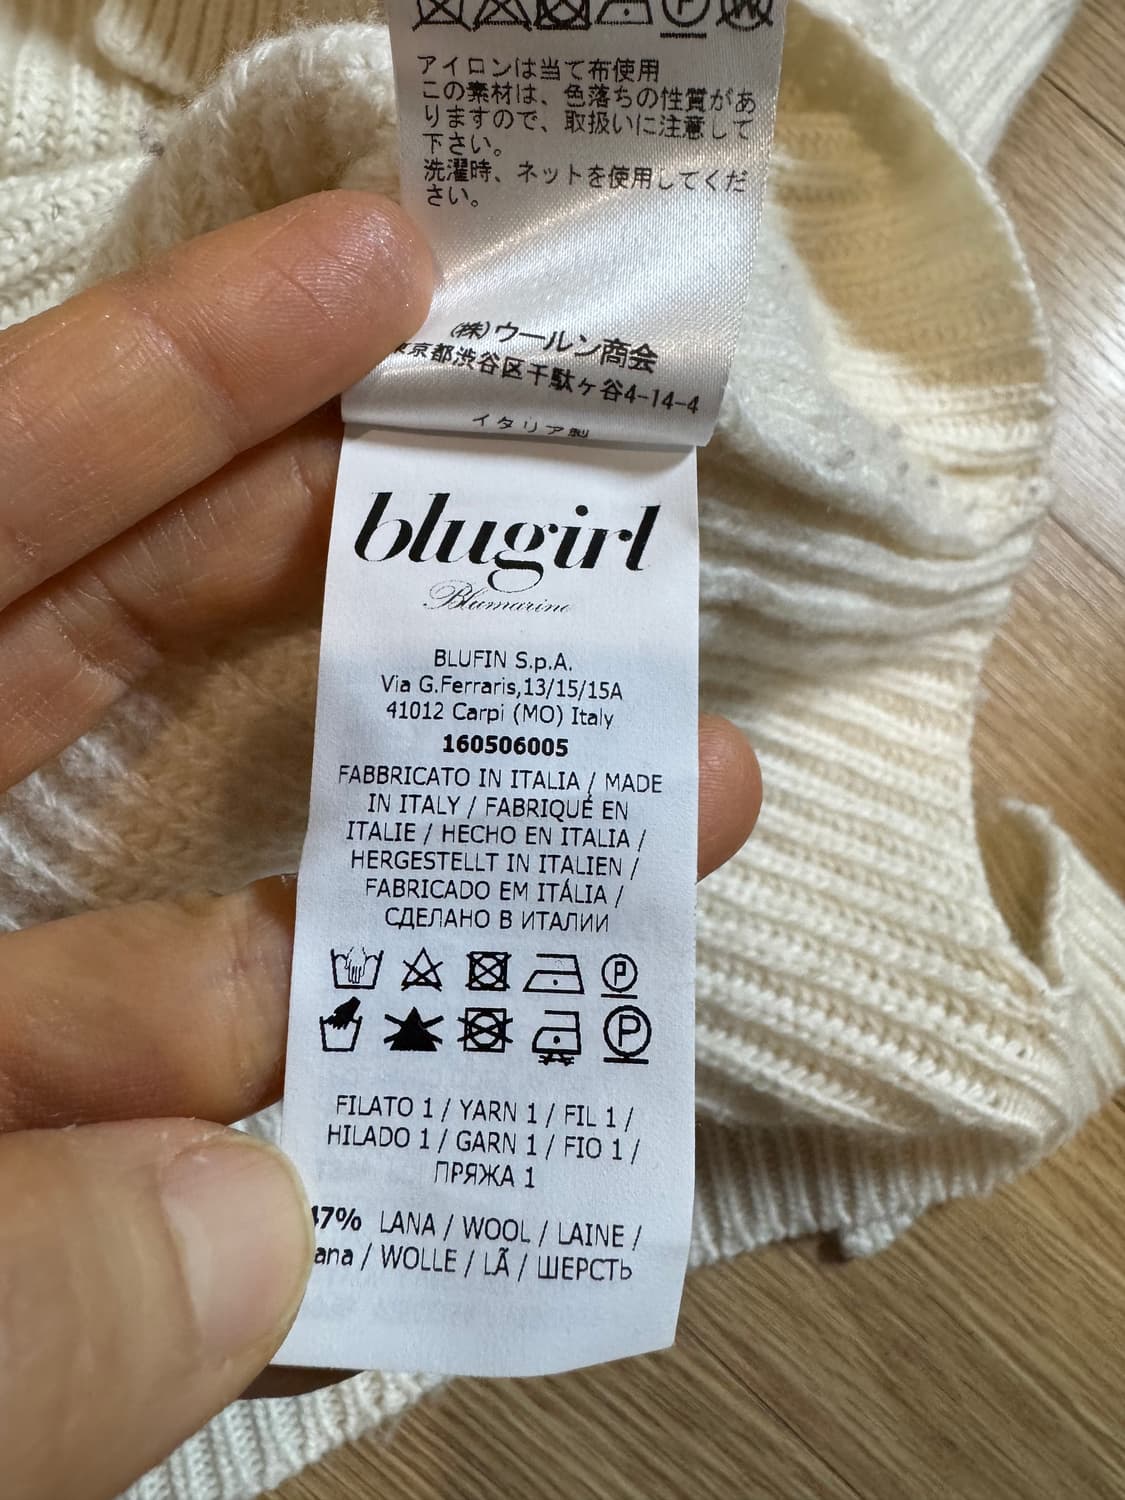 アイロンは当て布使用
この素材は、色落ちの性質があ
りますので、取扱いに注意して
下さい。
洗濯時、ネットを使用してくだ
さい。
(株)ウールン商会
京都渋谷区千駄ヶ谷4-14-4
イタリア製
blugirl
Blumarine
BLUFIN S.p.A.
Via G.Ferraris,13/15/15A
41012 Carpi (MO) Italy
160506005
FABBRICATO IN ITALIA / MADE
IN ITALY / FABRIQUÉ EN
ITALIE / HECHO EN ITALIA /
HERGESTELLT IN ITALIEN /
FABRICADO EM ITÁLIA /
СДЕЛАНО В ИТАЛИИ
P
P
FILATO 1 / YARN 1 / FIL 1 /
HILADO 1 / GARN 1 / FIO 1 /
ПРЯЖА 1
47% LANA / WOOL / LAINE /
ana / WOLLE / LÃ / ШЕРСТЬ